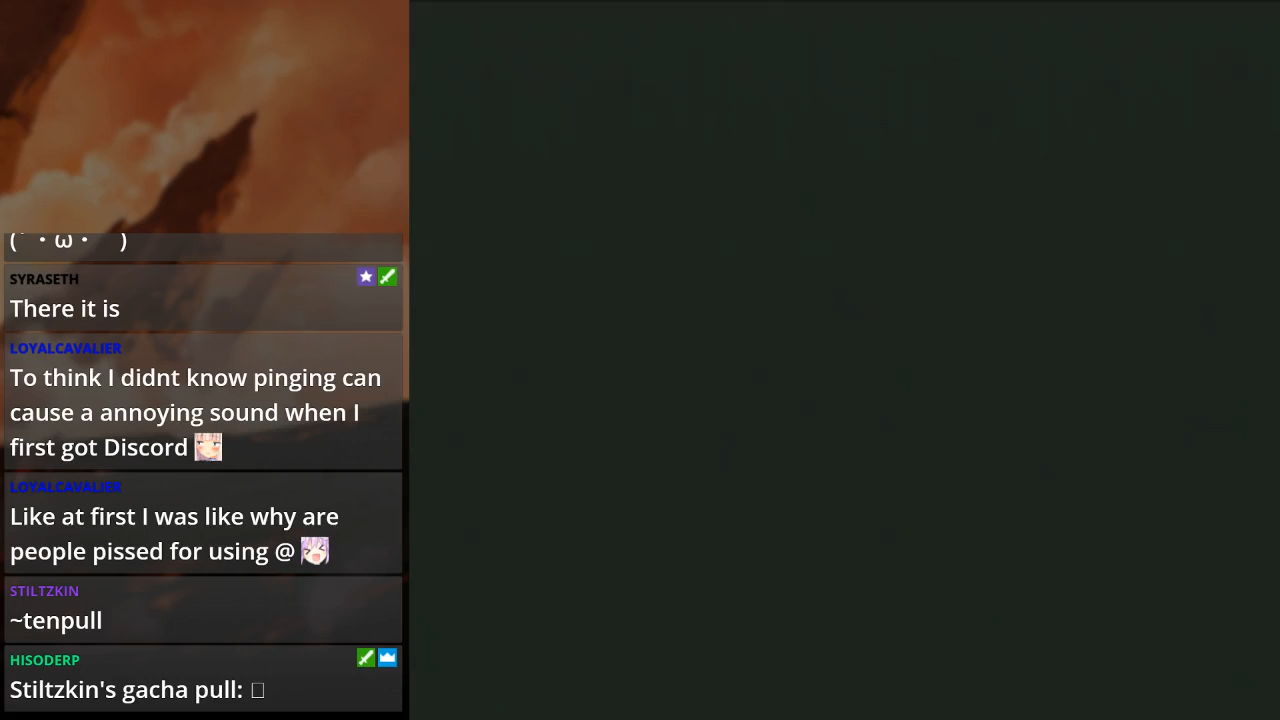 (´・ω・｀)
SYRASETH
There it is
LOYALCAVALIER
To think I didnt know pinging can
cause a annoying sound when I
first got Discord
LOYALCAVALIER
Like at first I was like why are
people pissed for using @
STILTZKIN
~tenpull
HISODERP
Stiltzkin's gacha pull: